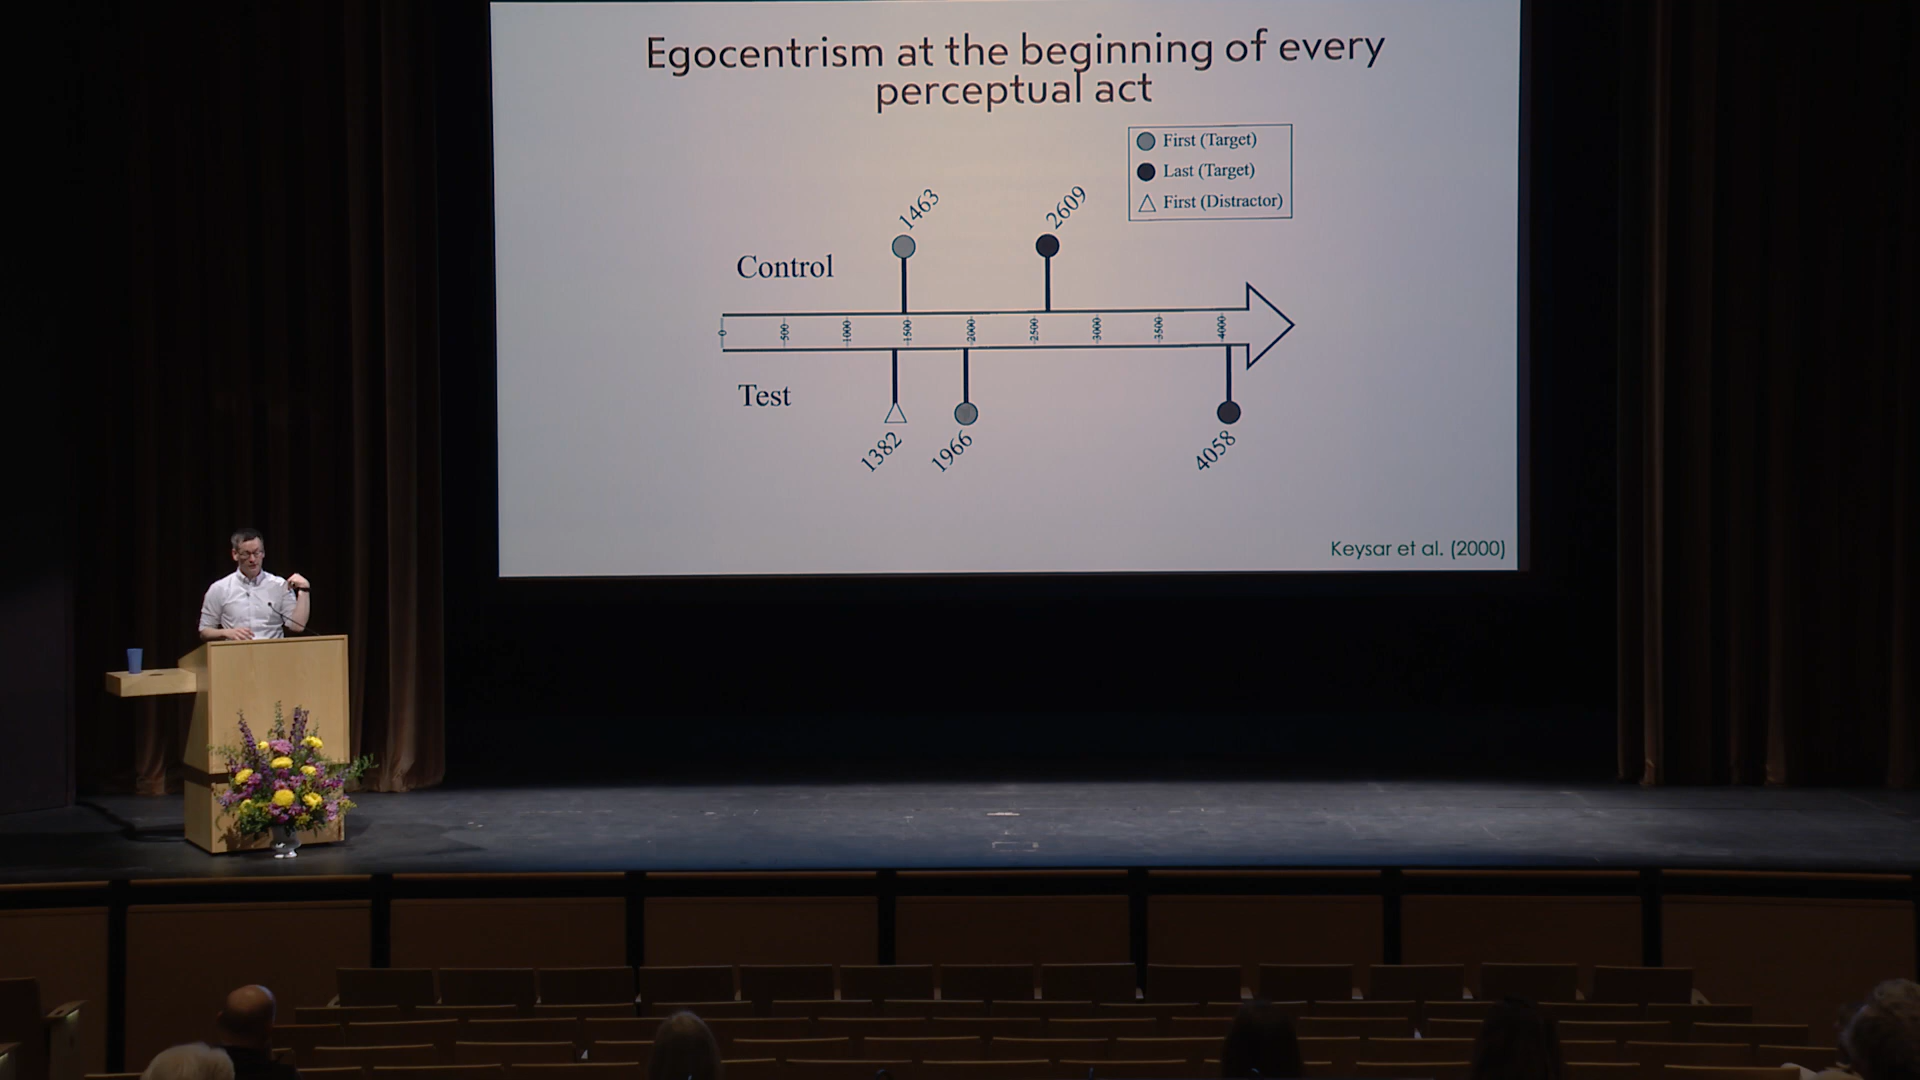 Egocentrism at the beginning of every
perceptual act
First (Target)
Last (Target)
First (Distractor)
1463
2609
Control
0
500
1000
1500
2000
2500
3000
3500
4000
Test
1382
1966
4058
Keysar et al. (2000)